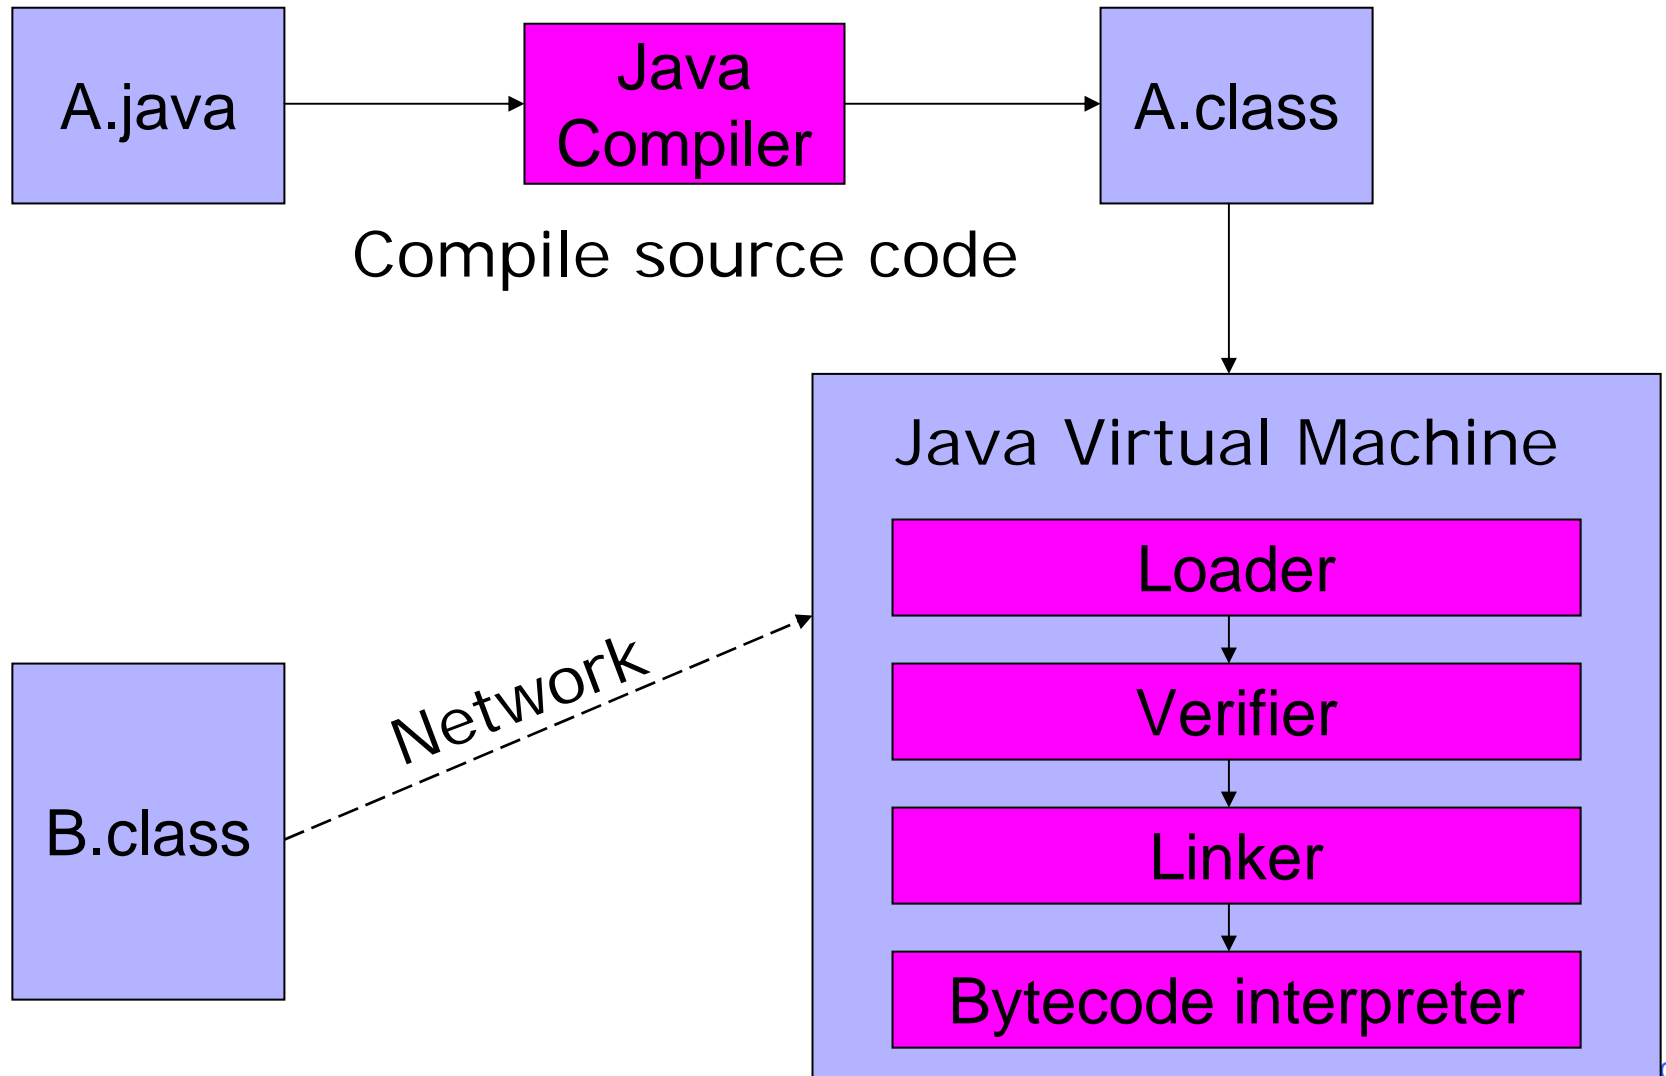 A.java
Java
Compiler
A.class
Compile source code
Java Virtual Machine
Loader
Network
Verifier
B.class
Linker
Bytecode interpreter